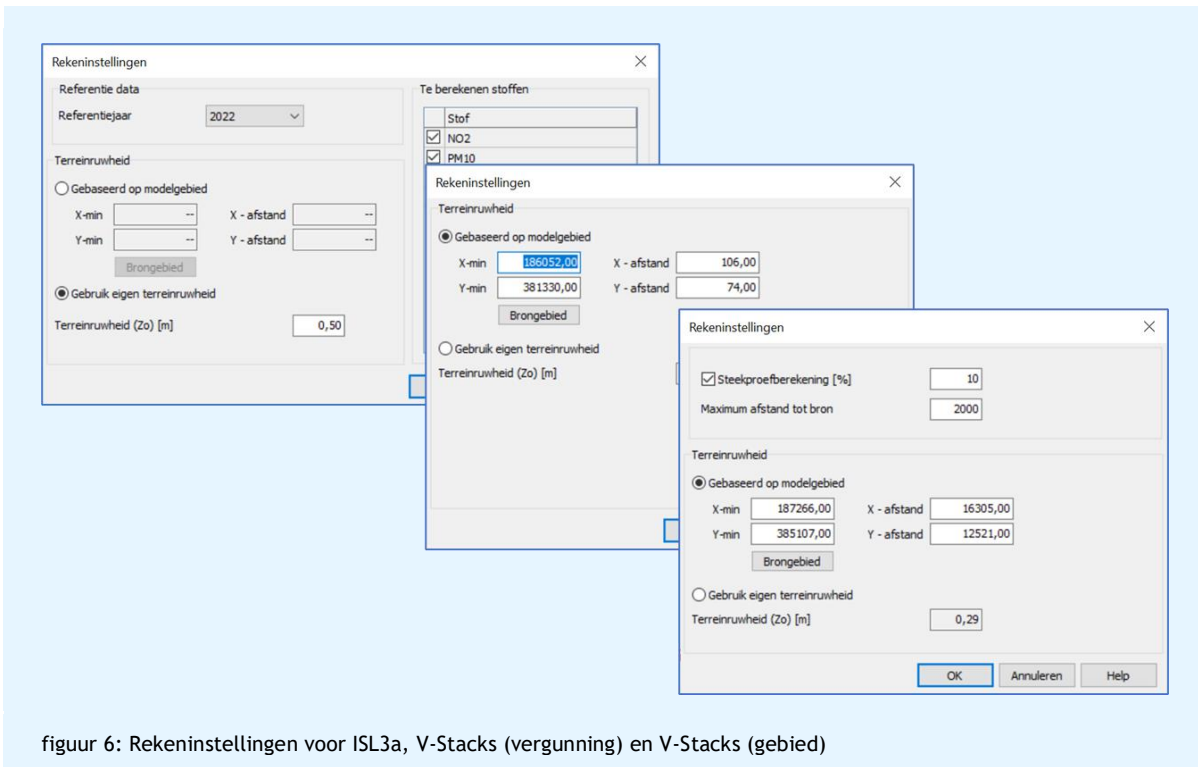 Rekeninstellingen
Referentie data
Referentiejaar 2022
Terreinruwheid
Gebaseerd op modelgebied
X-min -- X - afstand --
Y-min -- Y - afstand --
Brongebied
Gebruik eigen terreinruwheid
Terreinruwheid (Zo) [m] 0,50
Te berekenen stoffen
Stof
NO2
PM10
Rekeninstellingen
Terreinruwheid
Gebaseerd op modelgebied
X-min 186052,00 X - afstand 106,00
Y-min 381330,00 Y - afstand 74,00
Brongebied
Gebruik eigen terreinruwheid
Terreinruwheid (Zo) [m]
Rekeninstellingen
Steekproefberekening [%] 10
Maximum afstand tot bron 2000
Terreinruwheid
Gebaseerd op modelgebied
X-min 187266,00 X - afstand 16305,00
Y-min 385107,00 Y - afstand 12521,00
Brongebied
Gebruik eigen terreinruwheid
Terreinruwheid (Zo) [m] 0,29
OK Annuleren Help
figuur 6: Rekeninstellingen voor ISL3a, V-Stacks (vergunning) en V-Stacks (gebied)